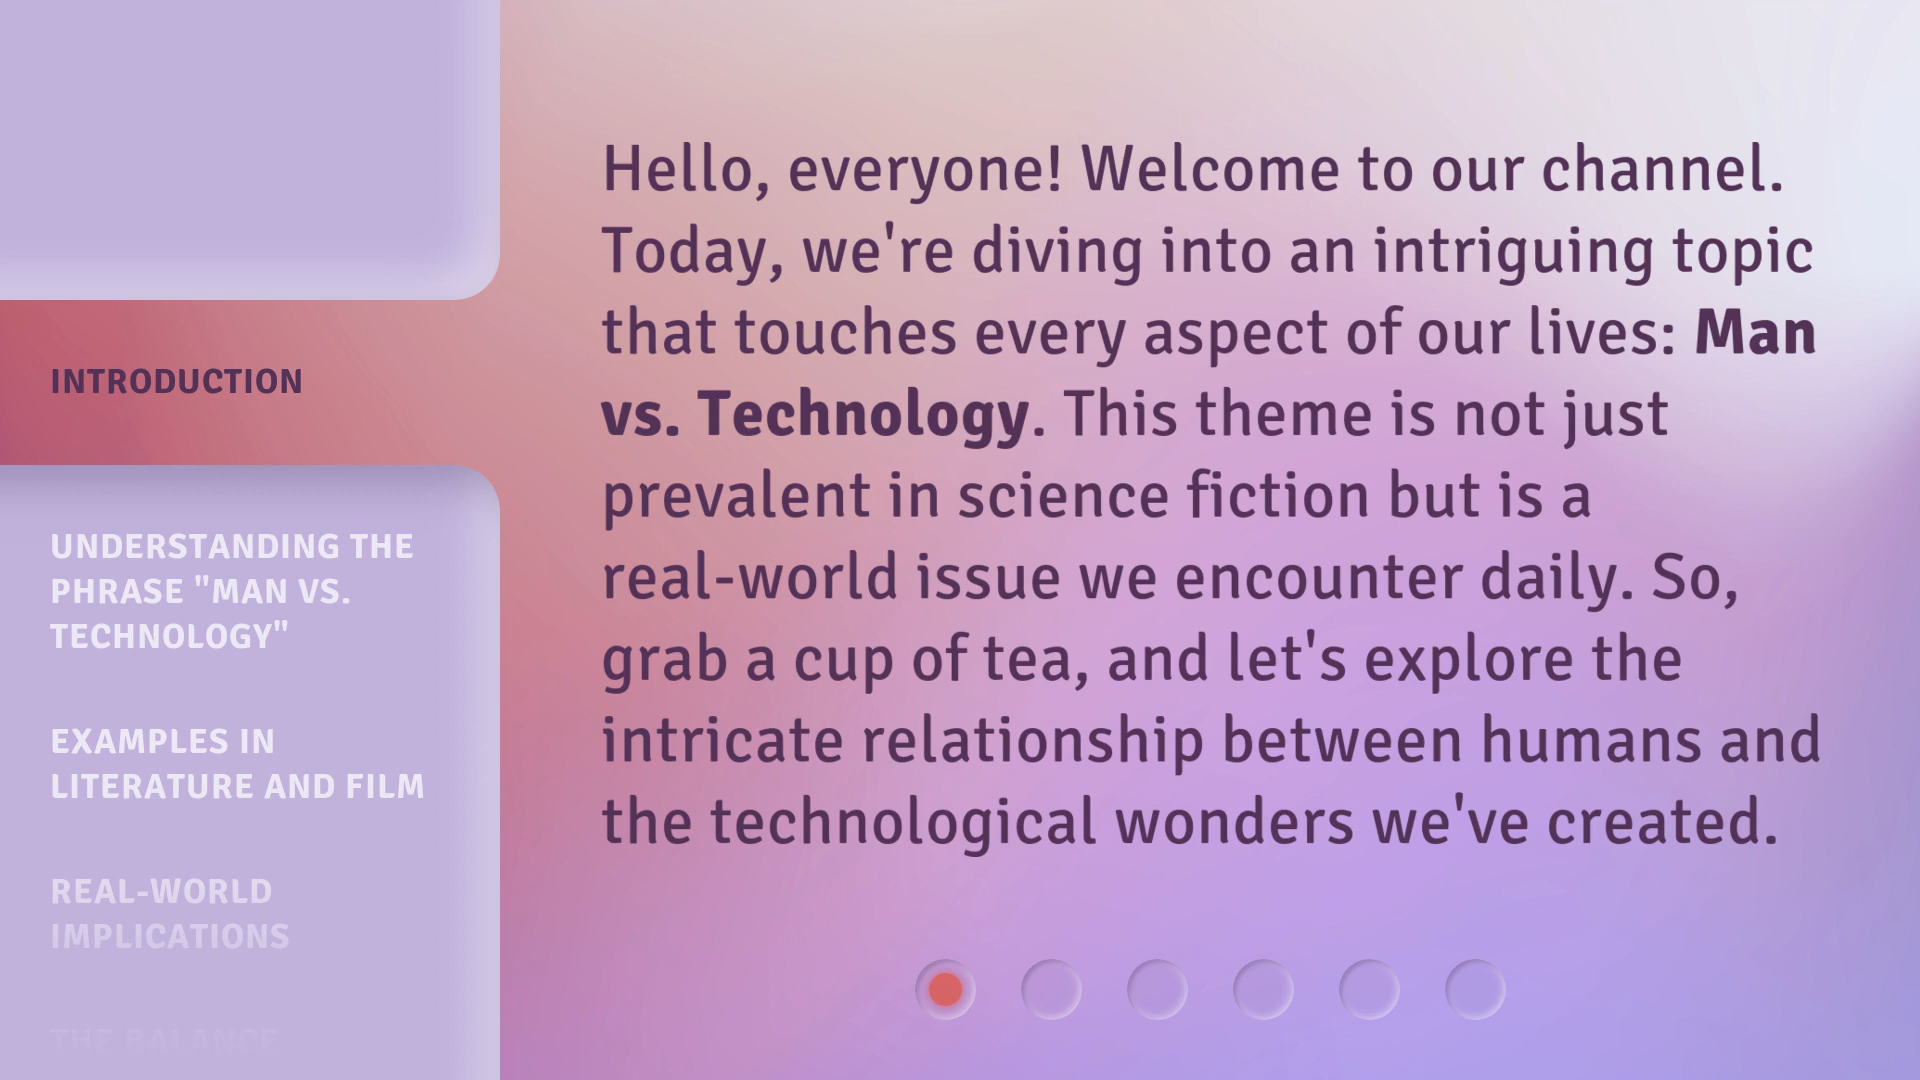 INTRODUCTION
UNDERSTANDING THE
PHRASE "MAN VS.
TECHNOLOGY"
EXAMPLES IN
LITERATURE AND FILM
REAL-WORLD
IMPLICATIONS
THE BALANCE
Hello, everyone! Welcome to our channel.
Today, we're diving into an intriguing topic
that touches every aspect of our lives: Man
vs. Technology. This theme is not just
prevalent in science fiction but is a
real-world issue we encounter daily. So,
grab a cup of tea, and let's explore the
intricate relationship between humans and
the technological wonders we've created.